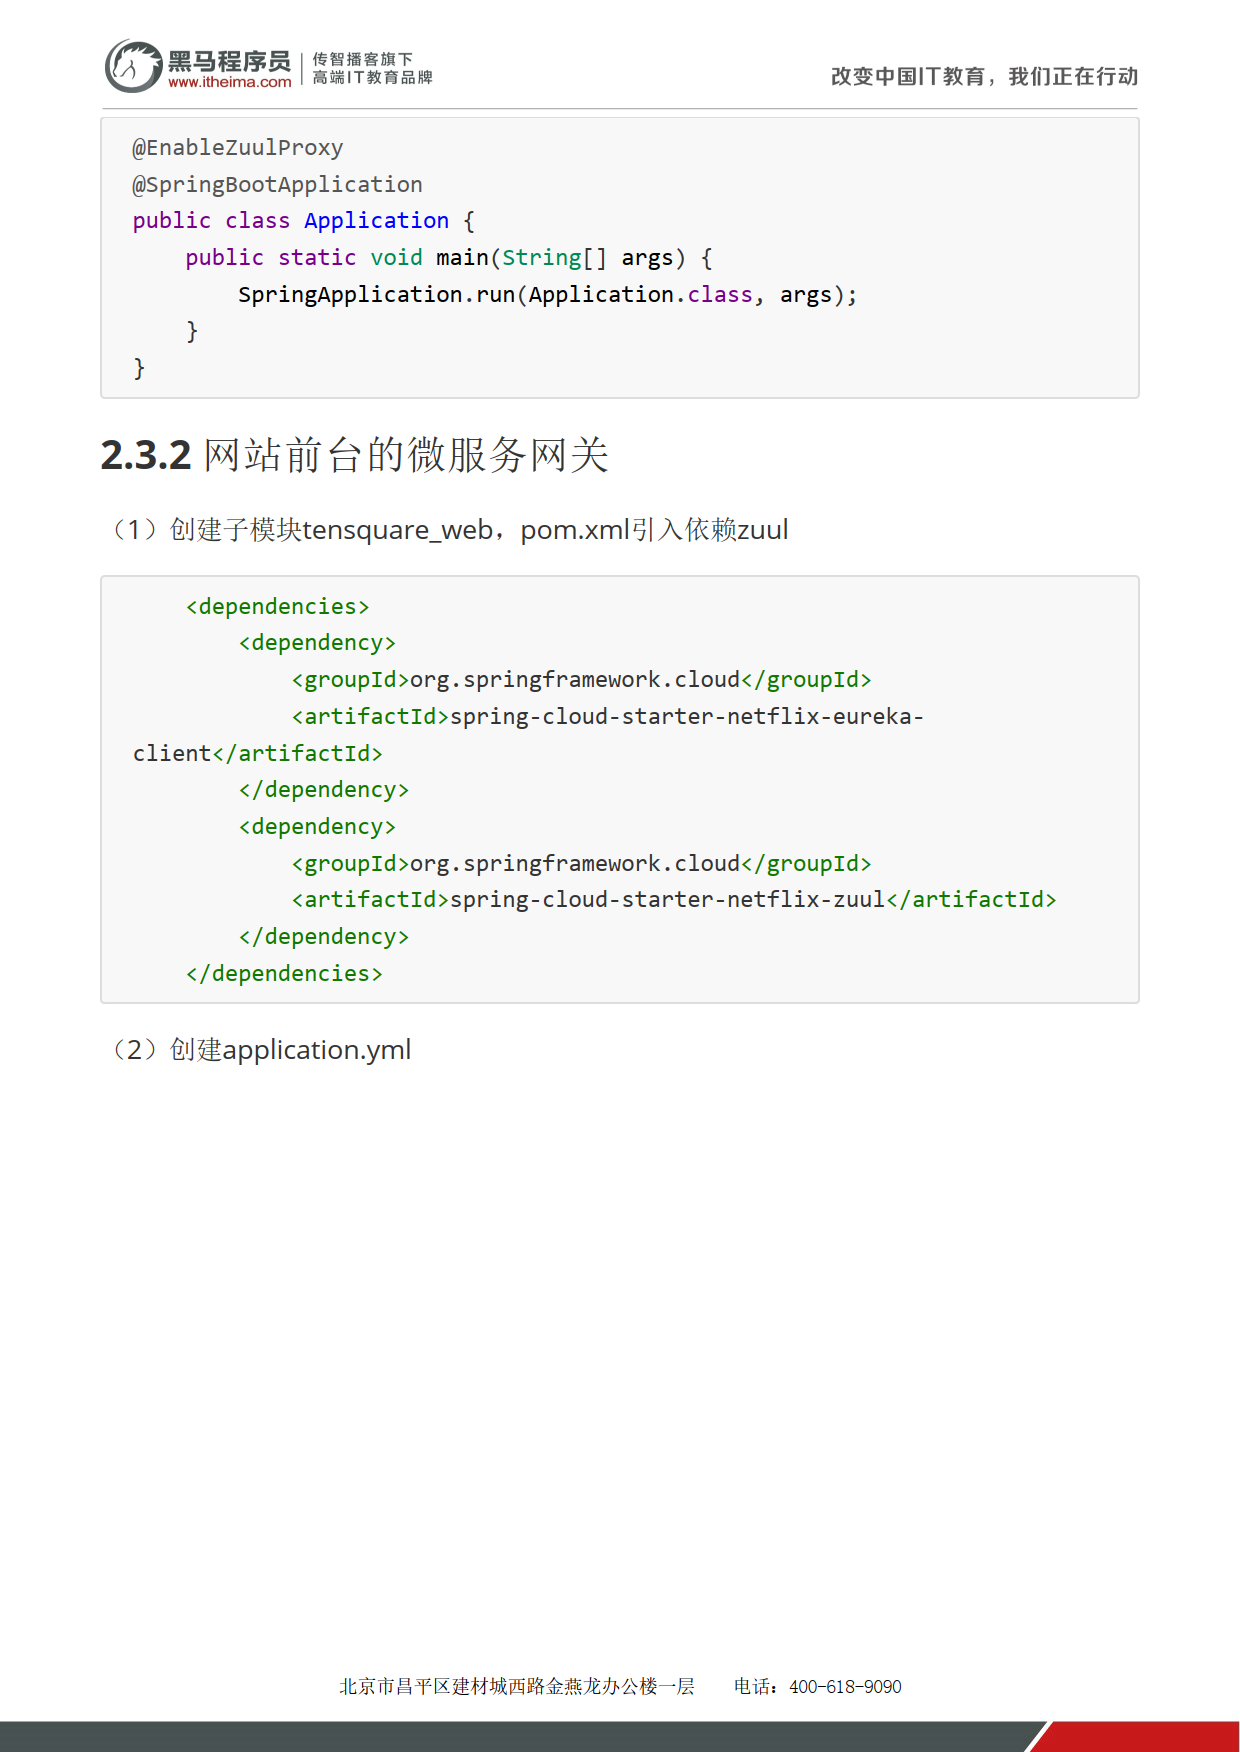 黑马程序员
www.itheima.com
传智播客旗下
高端IT教育品牌
改变中国IT教育，我们正在行动
@EnableZuulProxy
@SpringBootApplication
public class Application {
    public static void main(String[] args) {
        SpringApplication.run(Application.class, args);
    }
}
2.3.2 网站前台的微服务网关
（1）创建子模块tensquare_web，pom.xml引入依赖zuul
    <dependencies>
        <dependency>
            <groupId>org.springframework.cloud</groupId>
            <artifactId>spring-cloud-starter-netflix-eureka-
client</artifactId>
        </dependency>
        <dependency>
            <groupId>org.springframework.cloud</groupId>
            <artifactId>spring-cloud-starter-netflix-zuul</artifactId>
        </dependency>
    </dependencies>
（2）创建application.yml
北京市昌平区建材城西路金燕龙办公楼一层 电话：400-618-9090